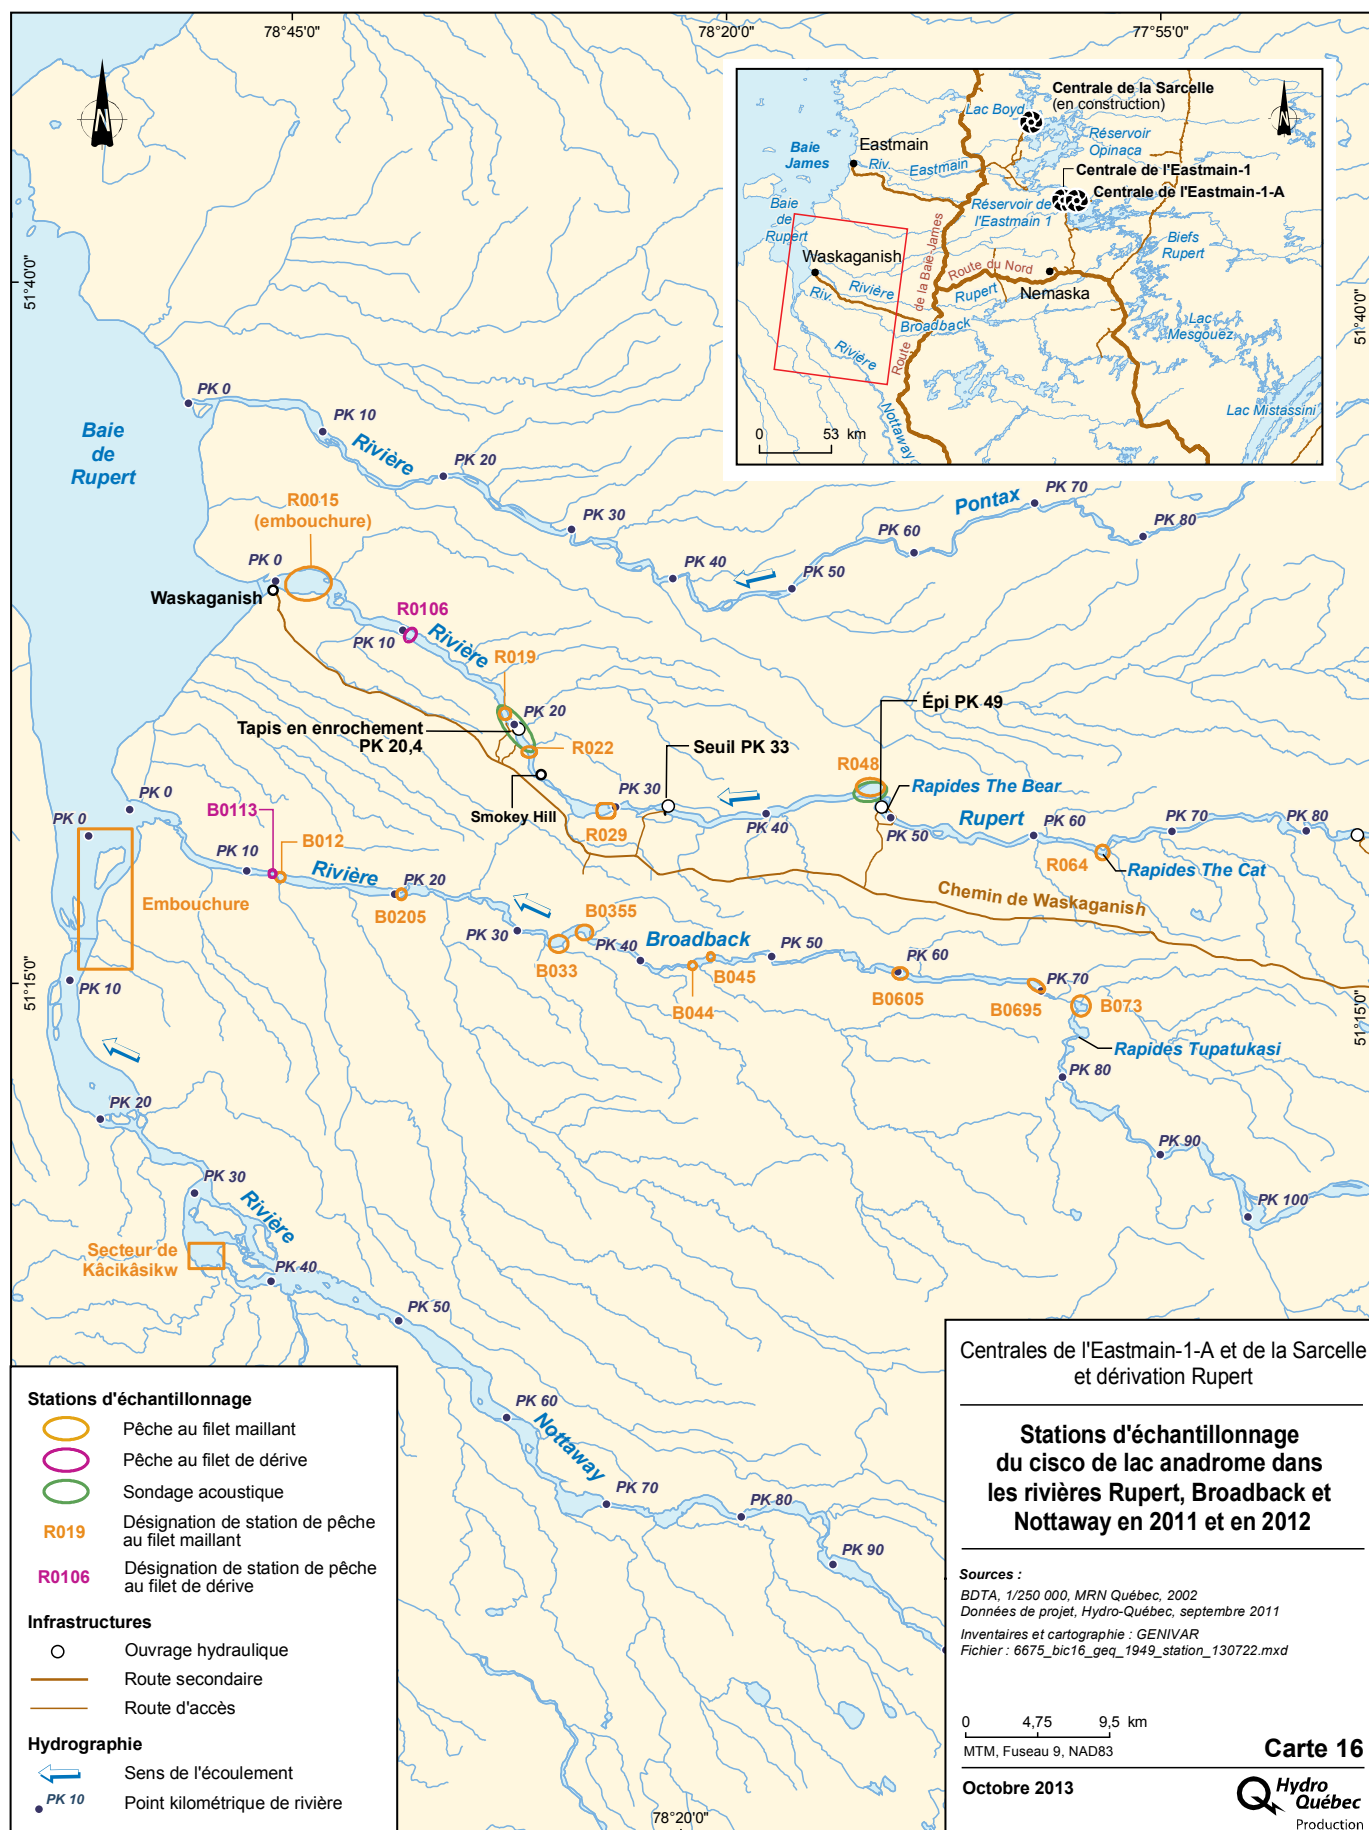 78°45'0"
78°20'0"
77°55'0"
51°40'0"
51°40'0"
51°15'0"
51°15'0"
78°20'0"
N
Centrale de la Sarcelle
(en construction)
Lac Boyd
Réservoir
Opinaca
Baie
James
Eastmain
Riv. Eastmain
Centrale de l'Eastmain-1
Centrale de l'Eastmain-1-A
Réservoir de
l'Eastmain 1
Baie
de
Rupert
Biefs
Rupert
Waskaganish
Route du Nord
Nemaska
Rivière Rupert
Riv. Broadback
Route de la Baie-James
Lac
Mesgouez
Rivière Nottaway
Lac Mistassini
0 53 km
Baie
de
Rupert
PK 0
PK 10
Rivière
PK 20
PK 30
PK 40
PK 50
PK 60
Pontax
PK 70
PK 80
R0015
(embouchure)
PK 0
Waskaganish
R0106
PK 10
Rivière
R019
PK 20
Tapis en enrochement
PK 20,4
R022
Smokey Hill
R029
PK 30
Seuil PK 33
PK 40
R048
Épi PK 49
Rapides The Bear
PK 50
Rupert
PK 60
R064
Rapides The Cat
PK 70
PK 80
Chemin de Waskaganish
PK 0
B0113
B012
PK 10
Rivière
PK 20
B0205
PK 30
B033
B0355
PK 40
Broadback
B044
B045
PK 50
PK 60
B0605
PK 70
B0695
B073
Rapides Tupatukasi
PK 80
PK 90
PK 100
PK 0
Embouchure
PK 10
PK 20
PK 30
Rivière
Secteur de
Kâcikâsikw
PK 40
PK 50
PK 60
Nottaway
PK 70
PK 80
PK 90
Stations d'échantillonnage
Pêche au filet maillant
Pêche au filet de dérive
Sondage acoustique
R019 Désignation de station de pêche
au filet maillant
R0106 Désignation de station de pêche
au filet de dérive
Infrastructures
Ouvrage hydraulique
Route secondaire
Route d'accès
Hydrographie
Sens de l'écoulement
PK 10 Point kilométrique de rivière
Centrales de l'Eastmain-1-A et de la Sarcelle
et dérivation Rupert
Stations d'échantillonnage
du cisco de lac anadrome dans
les rivières Rupert, Broadback et
Nottaway en 2011 et en 2012
Sources :
BDTA, 1/250 000, MRN Québec, 2002
Données de projet, Hydro-Québec, septembre 2011
Inventaires et cartographie : GENIVAR
Fichier : 6675_bic16_geq_1949_station_130722.mxd
0 4,75 9,5 km
MTM, Fuseau 9, NAD83
Carte 16
Octobre 2013
Hydro
Québec
Production